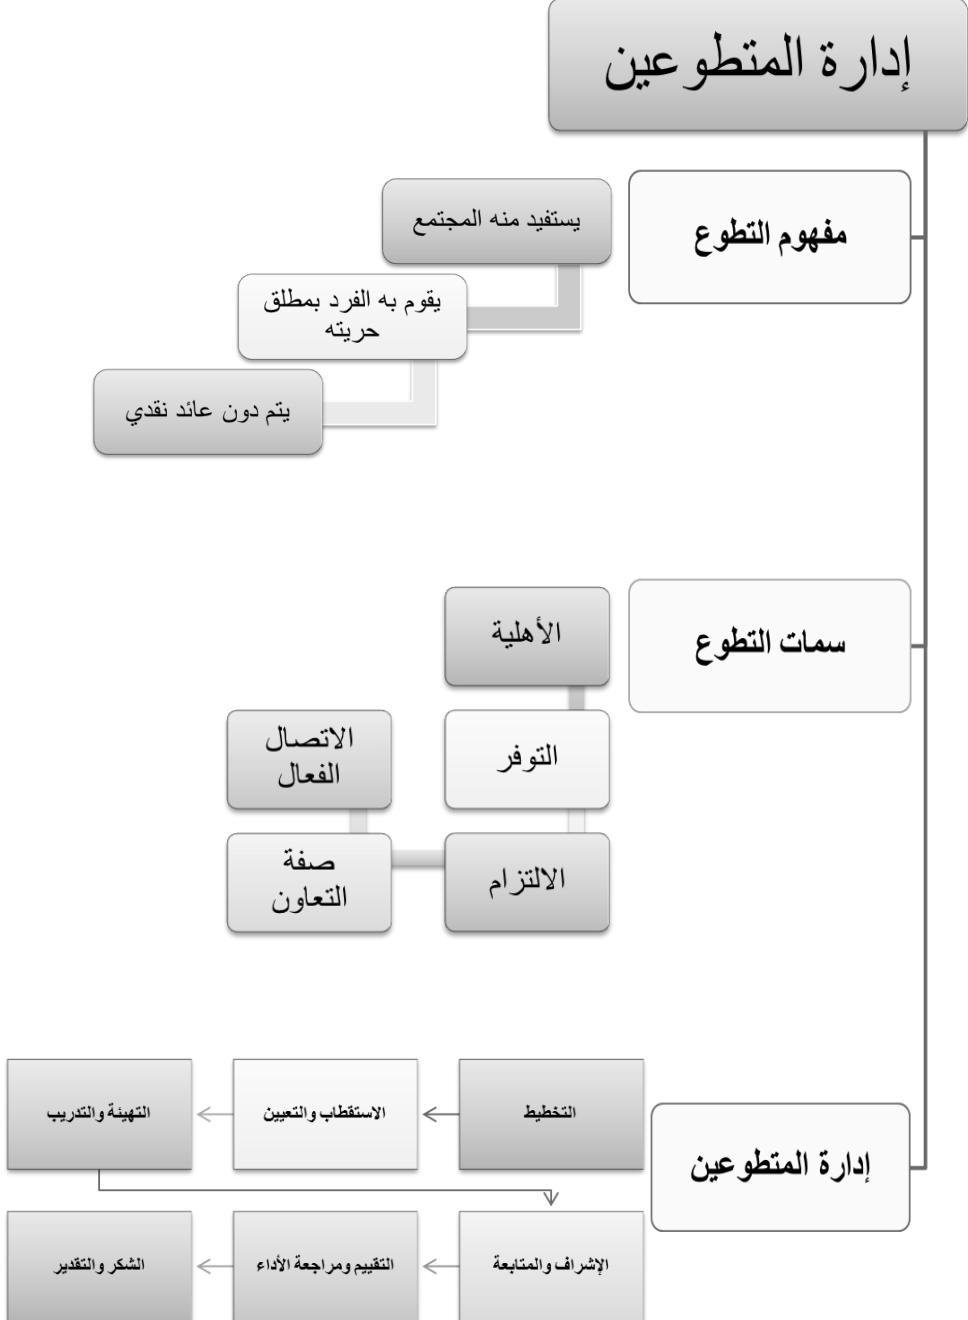 إدارة المتطوعين
مفهوم التطوع
يستفيد منه المجتمع
يقوم به الفرد بمطلق
حريته
يتم دون عائد نقدي
سمات التطوع
الأهلية
التوفر
الالتزام
صفة
التعاون
الاتصال
الفعال
إدارة المتطوعين
التخطيط
الاستقطاب والتعيين
التهيئة والتدريب
الإشراف والمتابعة
التقييم ومراجعة الأداء
الشكر والتقدير